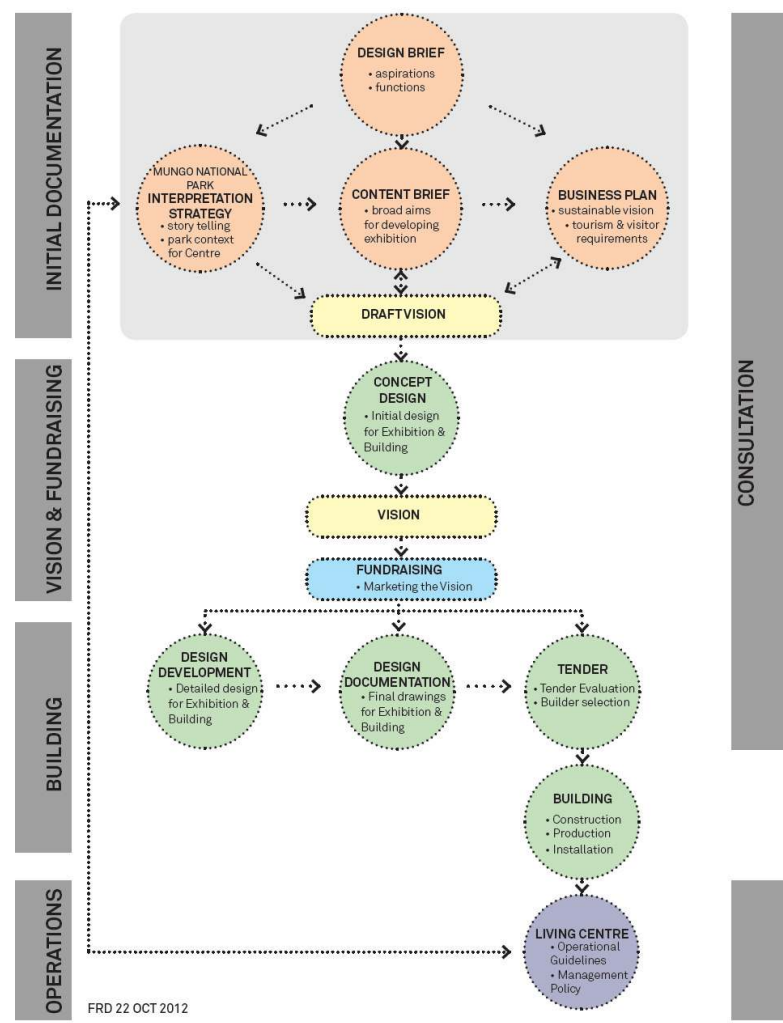 INITIAL DOCUMENTATION
DESIGN BRIEF
• aspirations
• functions
MUNGO NATIONAL
PARK
INTERPRETATION
STRATEGY
• story telling
• park context
for Centre
CONTENT BRIEF
• broad aims
for developing
exhibition
BUSINESS PLAN
• sustainable vision
• tourism & visitor
requirements
DRAFT VISION
VISION & FUNDRAISING
CONCEPT
DESIGN
• Initial design
for Exhibition &
Building
CONSULTATION
VISION
FUNDRAISING
• Marketing the Vision
BUILDING
DESIGN
DEVELOPMENT
• Detailed design
for Exhibition &
Building
DESIGN
DOCUMENTATION
• Final drawings
for Exhibition &
Building
TENDER
• Tender Evaluation
• Builder selection
BUILDING
• Construction
• Production
• Installation
OPERATIONS
LIVING CENTRE
• Operational
Guidelines
• Management
Policy
FRD 22 OCT 2012